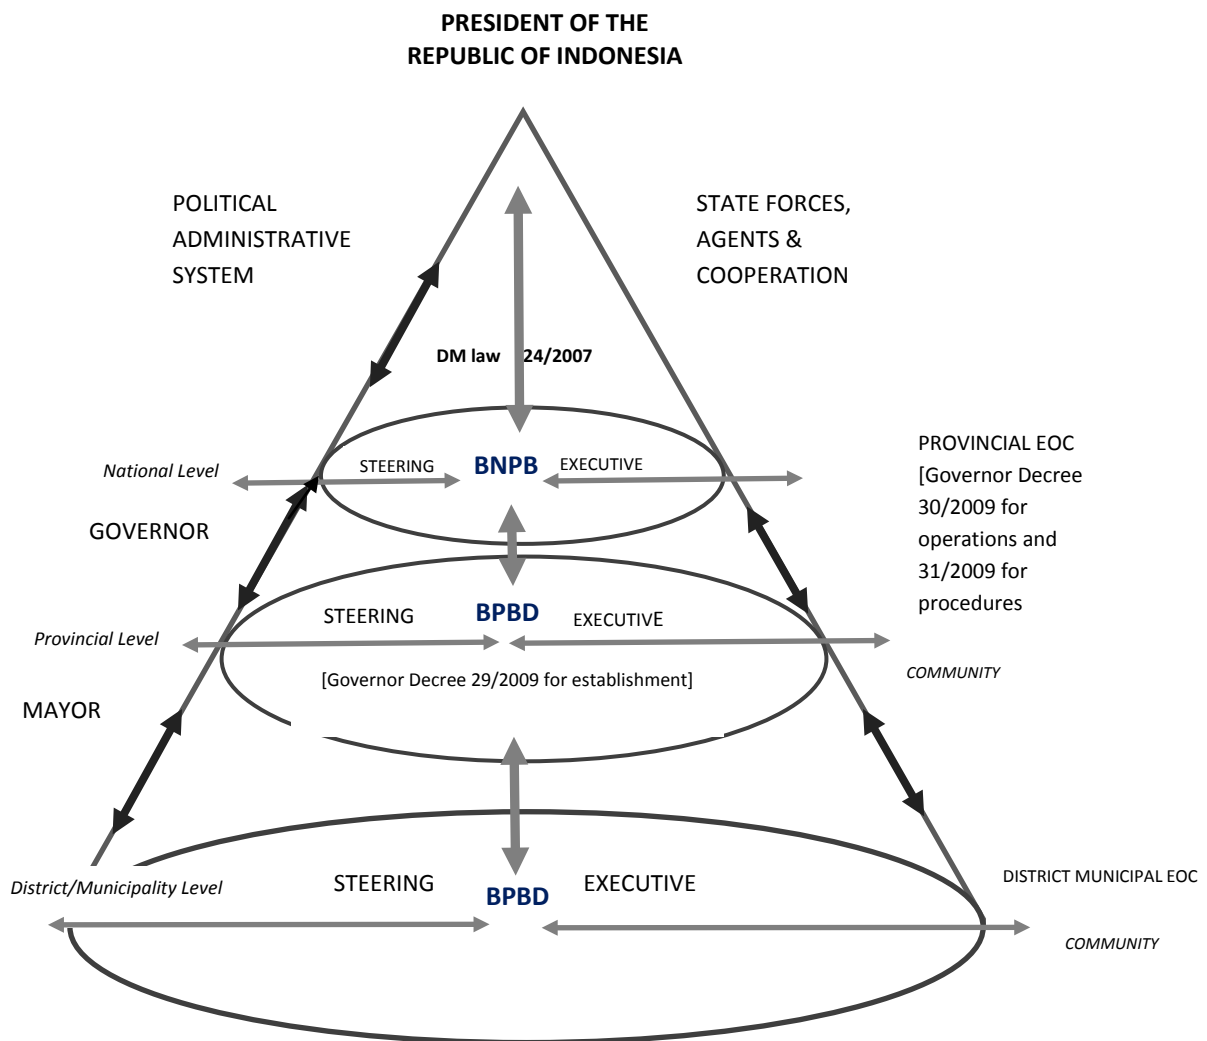 PRESIDENT OF THE
REPUBLIC OF INDONESIA
POLITICAL
ADMINISTRATIVE
SYSTEM
STATE FORCES,
AGENTS &
COOPERATION
DM law 24/2007
National Level
STEERING
BNPB
EXECUTIVE
PROVINCIAL EOC
[Governor Decree
30/2009 for
operations and
31/2009 for
procedures
GOVERNOR
Provincial Level
STEERING
BPBD
EXECUTIVE
COMMUNITY
[Governor Decree 29/2009 for establishment]
MAYOR
District/Municipality Level
STEERING
BPBD
EXECUTIVE
DISTRICT MUNICIPAL EOC
COMMUNITY